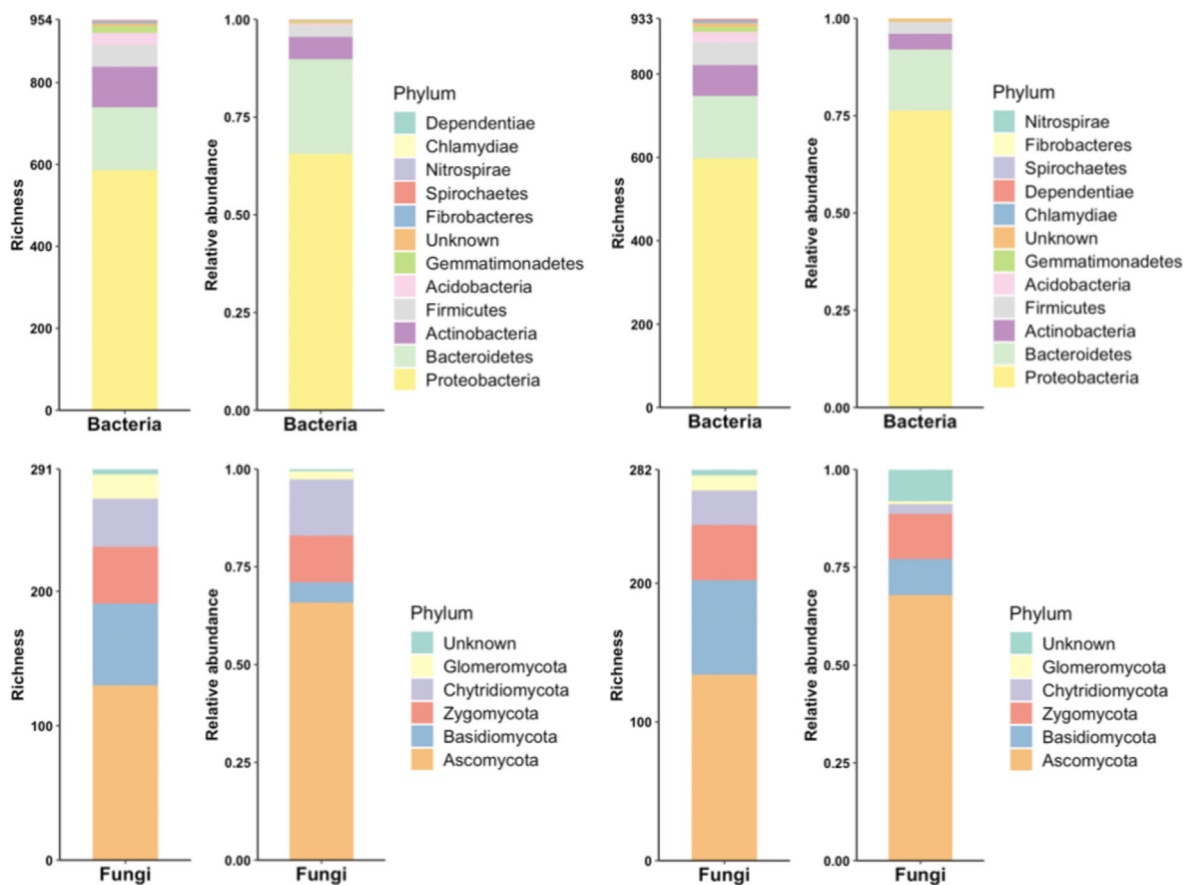 954
800
600
400
200
0
Richness
Bacteria
1.00
0.75
0.50
0.25
0.00
Relative abundance
Bacteria
Phylum
Dependentiae
Chlamydiae
Nitrospirae
Spirochaetes
Fibrobacteres
Unknown
Gemmatimonadetes
Acidobacteria
Firmicutes
Actinobacteria
Bacteroidetes
Proteobacteria
933
800
600
400
200
0
Richness
Bacteria
1.00
0.75
0.50
0.25
0.00
Relative abundance
Bacteria
Phylum
Nitrospirae
Fibrobacteres
Spirochaetes
Dependentiae
Chlamydiae
Unknown
Gemmatimonadetes
Acidobacteria
Firmicutes
Actinobacteria
Bacteroidetes
Proteobacteria
291
200
100
0
Richness
Fungi
1.00
0.75
0.50
0.25
0.00
Relative abundance
Fungi
Phylum
Unknown
Glomeromycota
Chytridiomycota
Zygomycota
Basidiomycota
Ascomycota
282
200
100
0
Richness
Fungi
1.00
0.75
0.50
0.25
0.00
Relative abundance
Fungi
Phylum
Unknown
Glomeromycota
Chytridiomycota
Zygomycota
Basidiomycota
Ascomycota